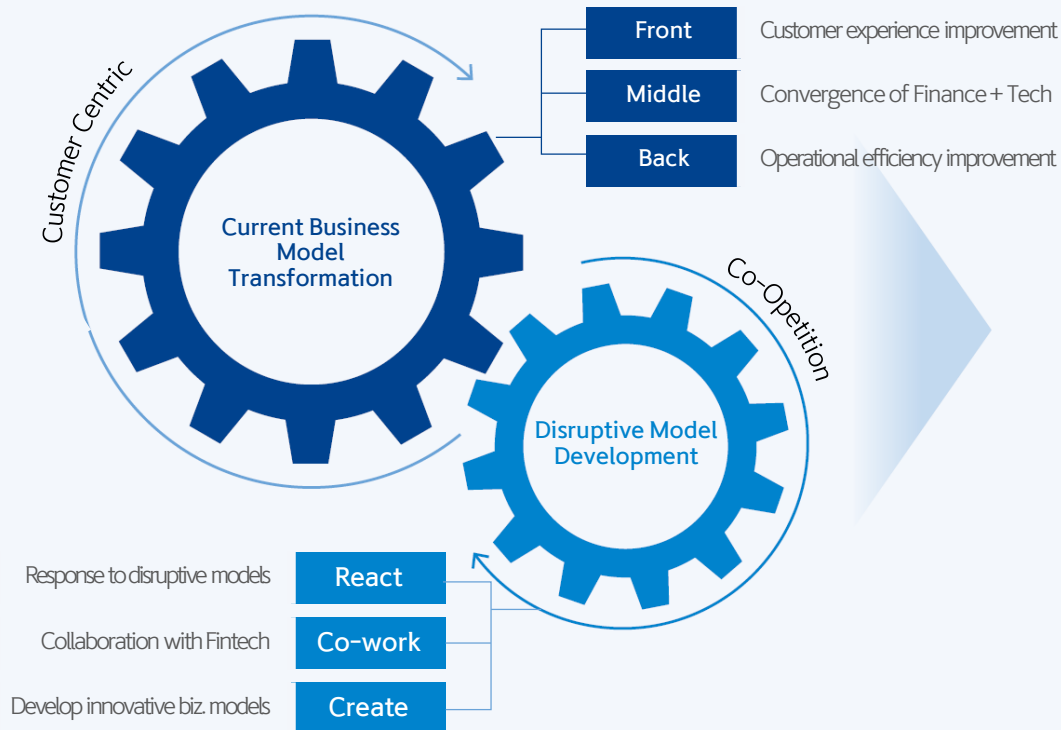 Front
Customer experience improvement
Middle
Convergence of Finance + Tech
Back
Operational efficiency improvement
Customer Centric
Current Business
Model
Transformation
Co-Opetition
Disruptive Model
Development
Response to disruptive models
React
Collaboration with Fintech
Co-work
Develop innovative biz. models
Create